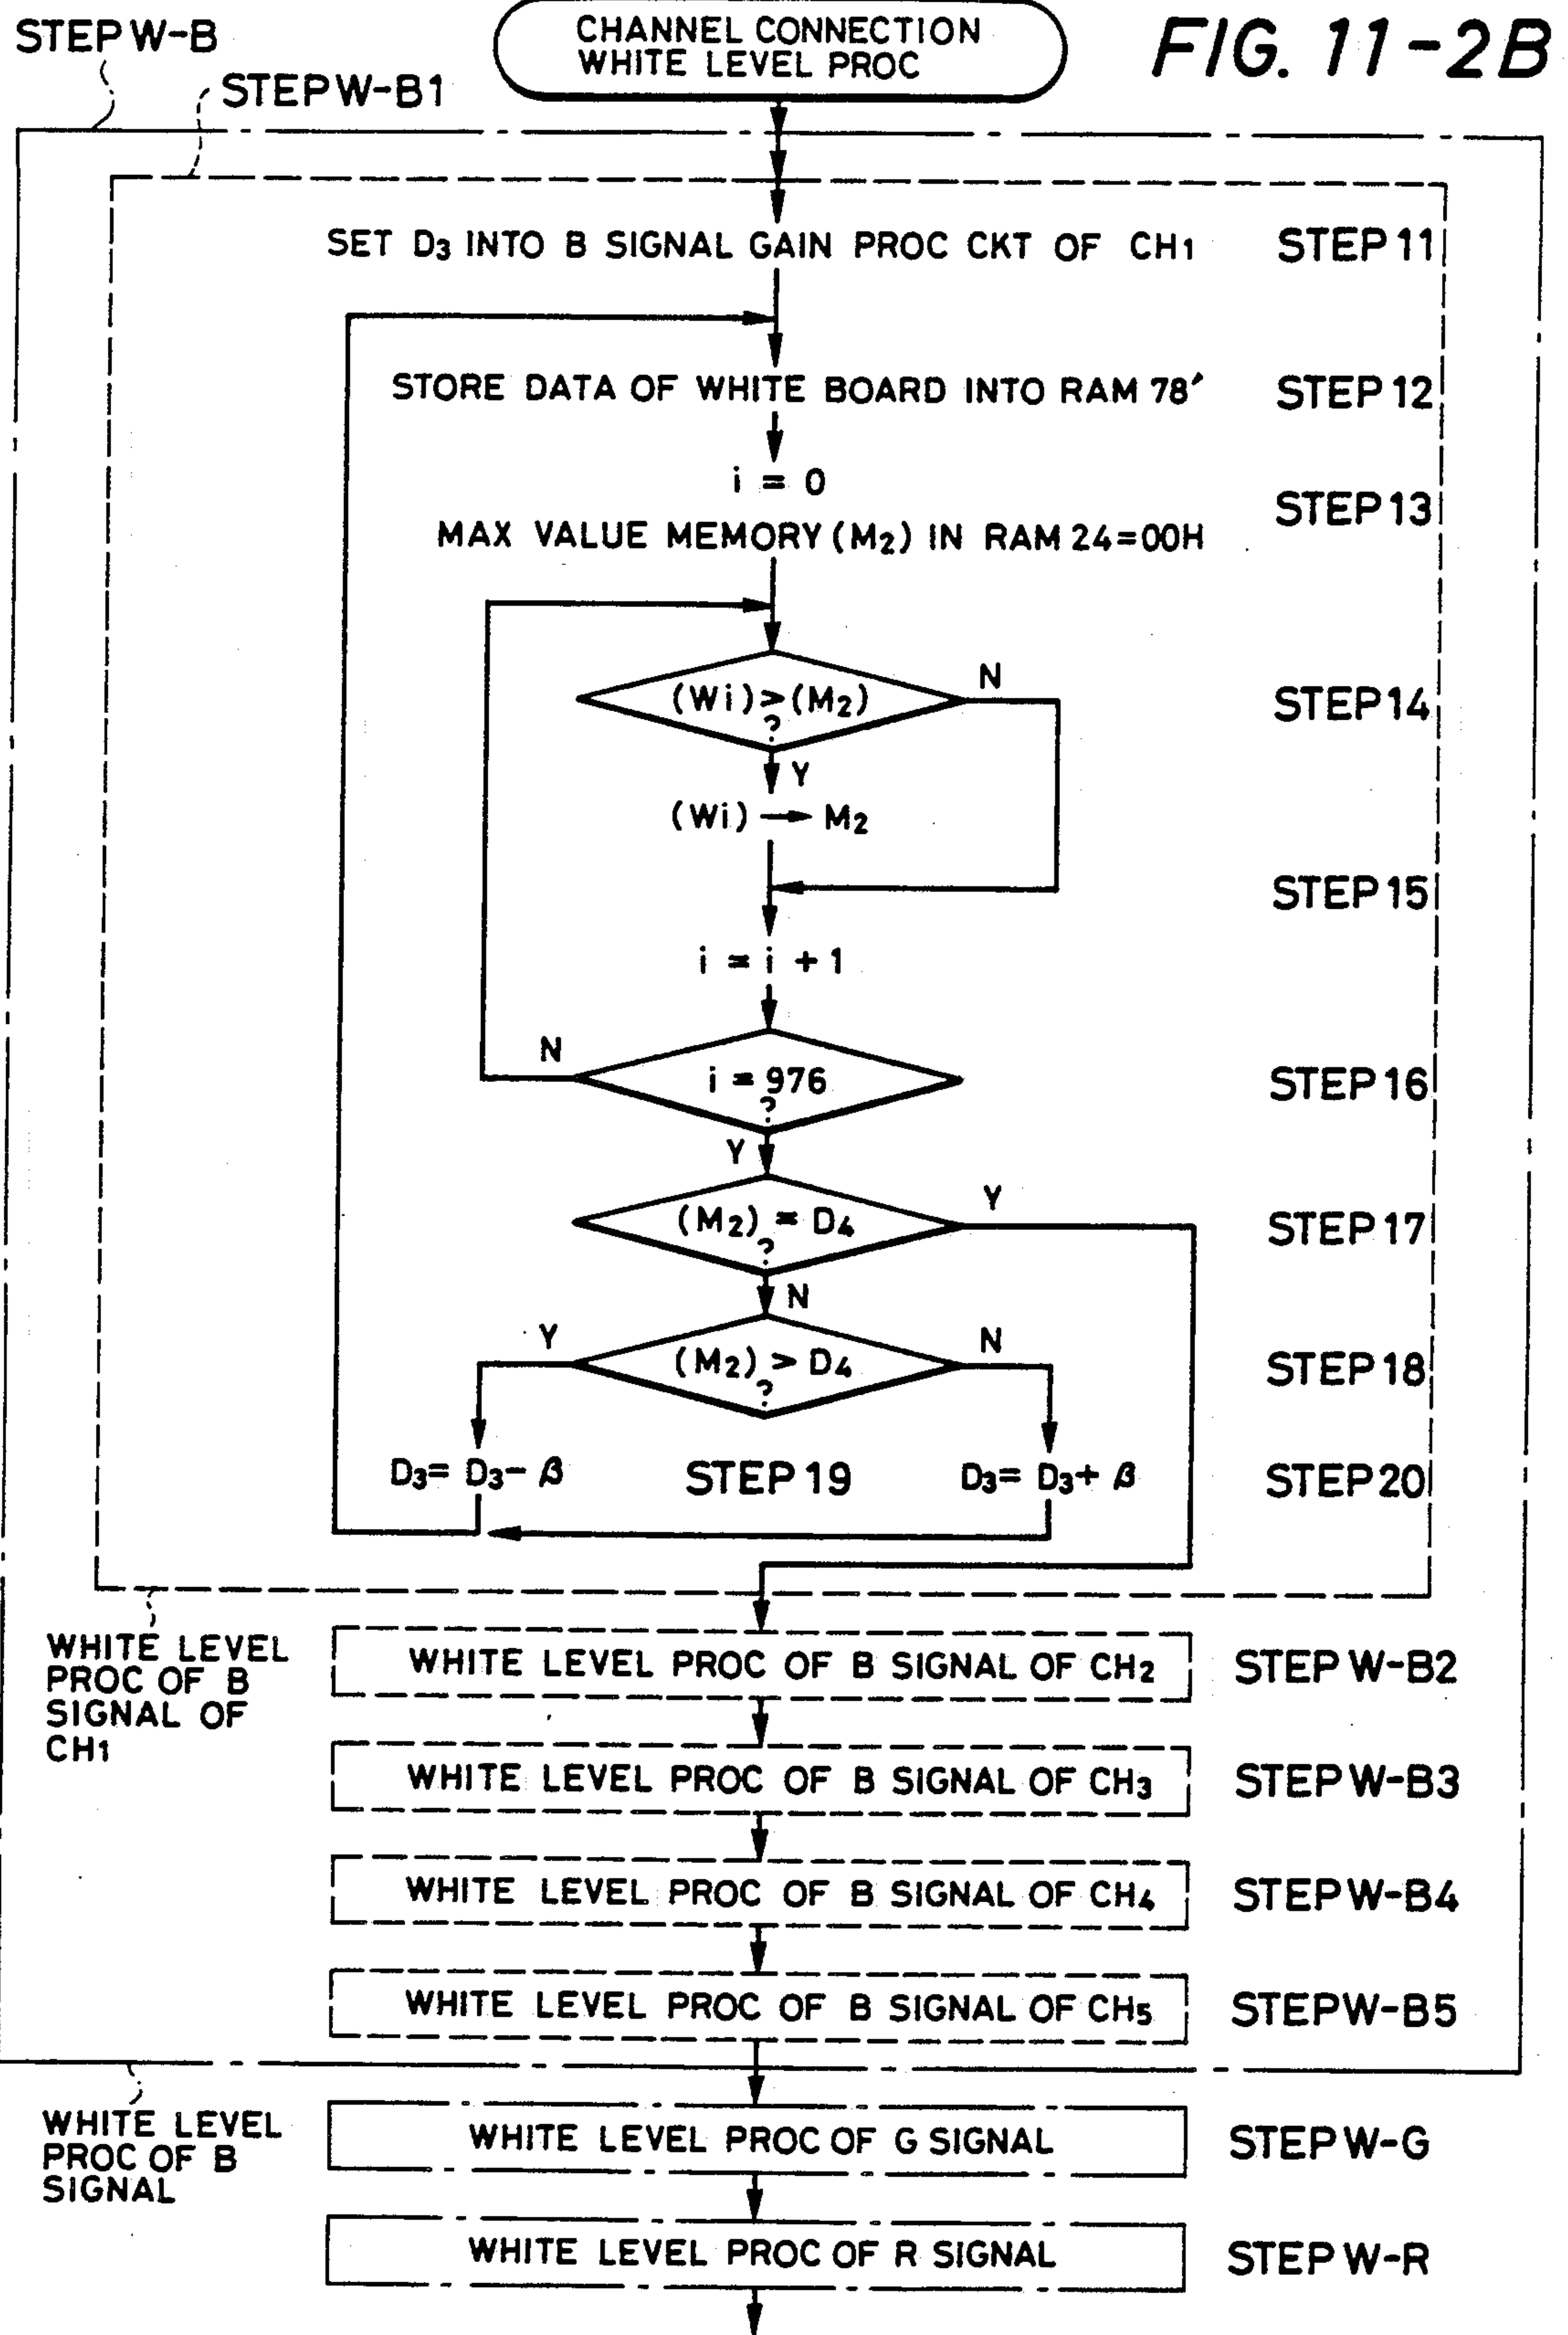 STEP W-B
CHANNEL CONNECTION
WHITE LEVEL PROC
FIG. 11-2B
STEP W-B1
SET D3 INTO B SIGNAL GAIN PROC CKT OF CH1 STEP 11
STORE DATA OF WHITE BOARD INTO RAM 78' STEP 12
i = 0
STEP 13
MAX VALUE MEMORY (M2) IN RAM 24=00H
N
(Wi)>(M2)
?
STEP 14
Y
(Wi) → M2
STEP 15
i = i + 1
N
i = 976
?
STEP 16
Y
(M2) = D4
?
Y
STEP 17
N
Y
(M2) > D4
?
N
STEP 18
D3= D3- β STEP 19 D3= D3+ β STEP 20
WHITE LEVEL
PROC OF B
SIGNAL OF
CH1
WHITE LEVEL PROC OF B SIGNAL OF CH2 STEP W-B2
WHITE LEVEL PROC OF B SIGNAL OF CH3 STEP W-B3
WHITE LEVEL PROC OF B SIGNAL OF CH4 STEP W-B4
WHITE LEVEL PROC OF B SIGNAL OF CH5 STEP W-B5
WHITE LEVEL
PROC OF B
SIGNAL
WHITE LEVEL PROC OF G SIGNAL STEP W-G
WHITE LEVEL PROC OF R SIGNAL STEP W-R